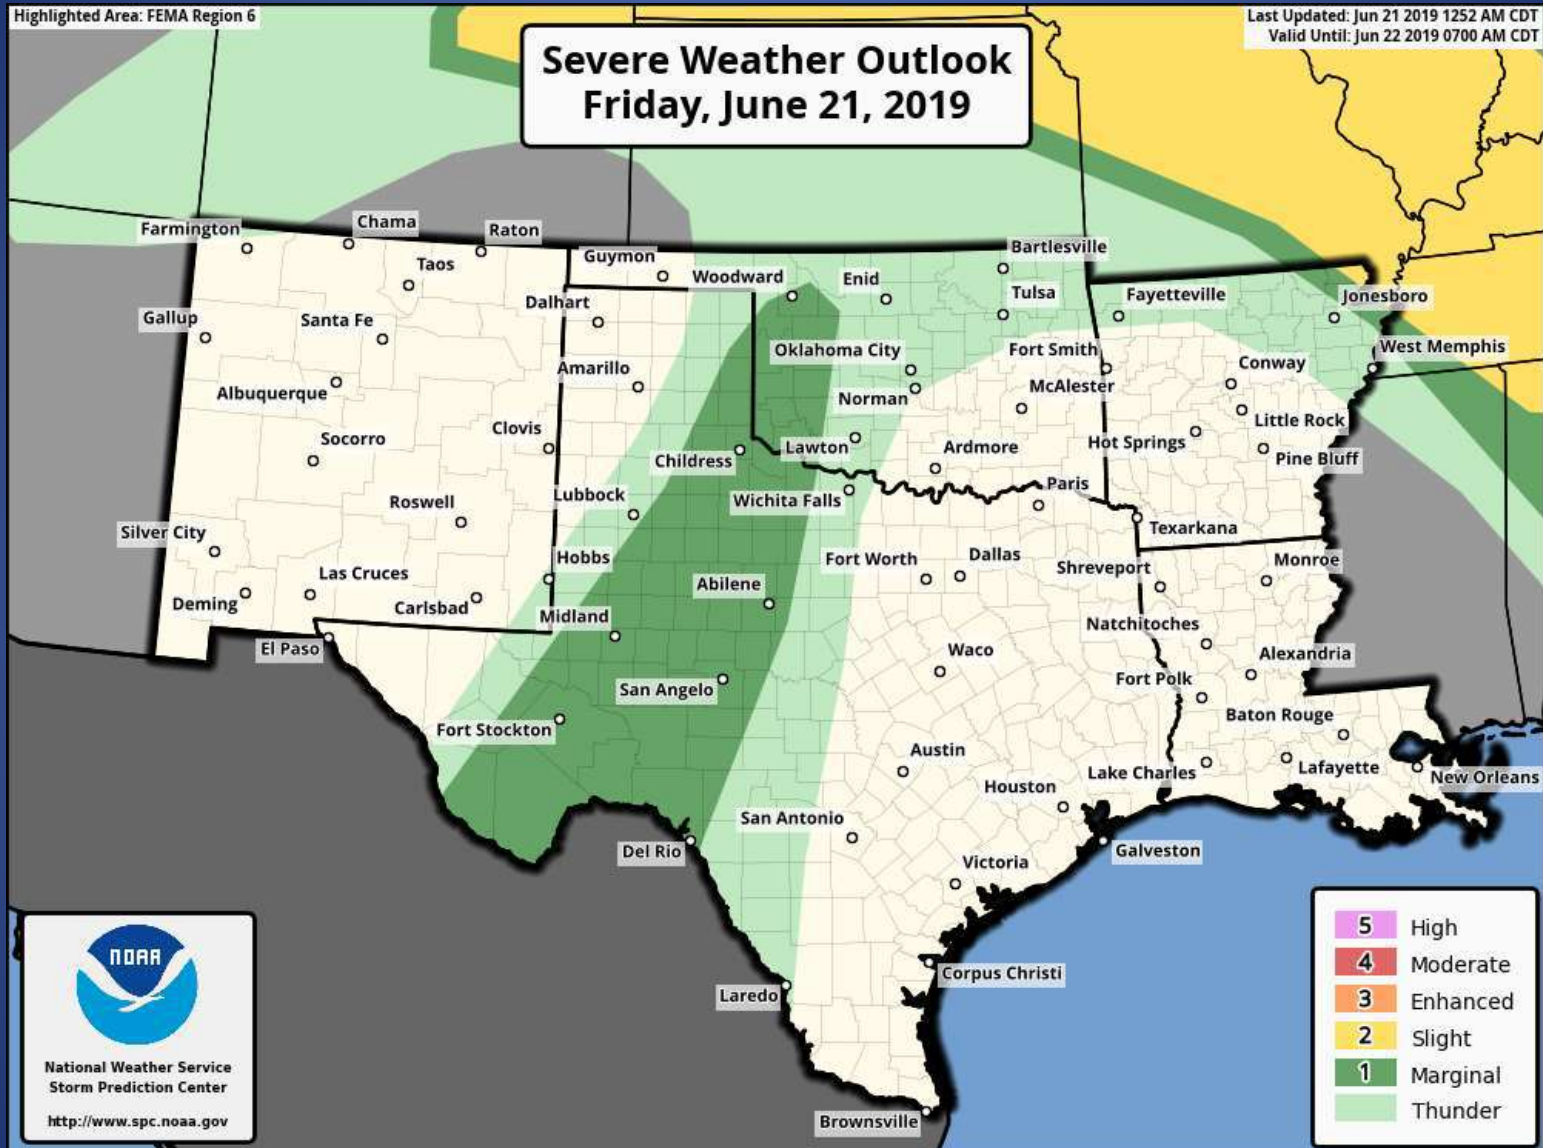 Highlighted Area: FEMA Region 6
Last Updated: Jun 21 2019 1252 AM CDT
Valid Until: Jun 22 2019 0700 AM CDT
Severe Weather Outlook
Friday, June 21, 2019
Farmington
Chama
Raton
Taos
Guymon
Woodward
Enid
Bartlesville
Tulsa
Fayetteville
Jonesboro
Gallup
Santa Fe
Dalhart
Oklahoma City
Fort Smith
West Memphis
Albuquerque
Amarillo
Norman
McAlester
Conway
Little Rock
Socorro
Clovis
Childress
Lawton
Ardmore
Hot Springs
Pine Bluff
Roswell
Lubbock
Wichita Falls
Paris
Texarkana
Silver City
Las Cruces
Hobbs
Fort Worth
Dallas
Shreveport
Monroe
Deming
Carlsbad
Midland
Abilene
Natchitoches
El Paso
San Angelo
Waco
Alexandria
Fort Polk
Fort Stockton
Baton Rouge
Austin
Houston
Lake Charles
Lafayette
New Orleans
San Antonio
Del Rio
Victoria
Galveston
Corpus Christi
Laredo
Brownsville
NOAA
National Weather Service
Storm Prediction Center
http://www.spc.noaa.gov
5 High
4 Moderate
3 Enhanced
2 Slight
1 Marginal
Thunder